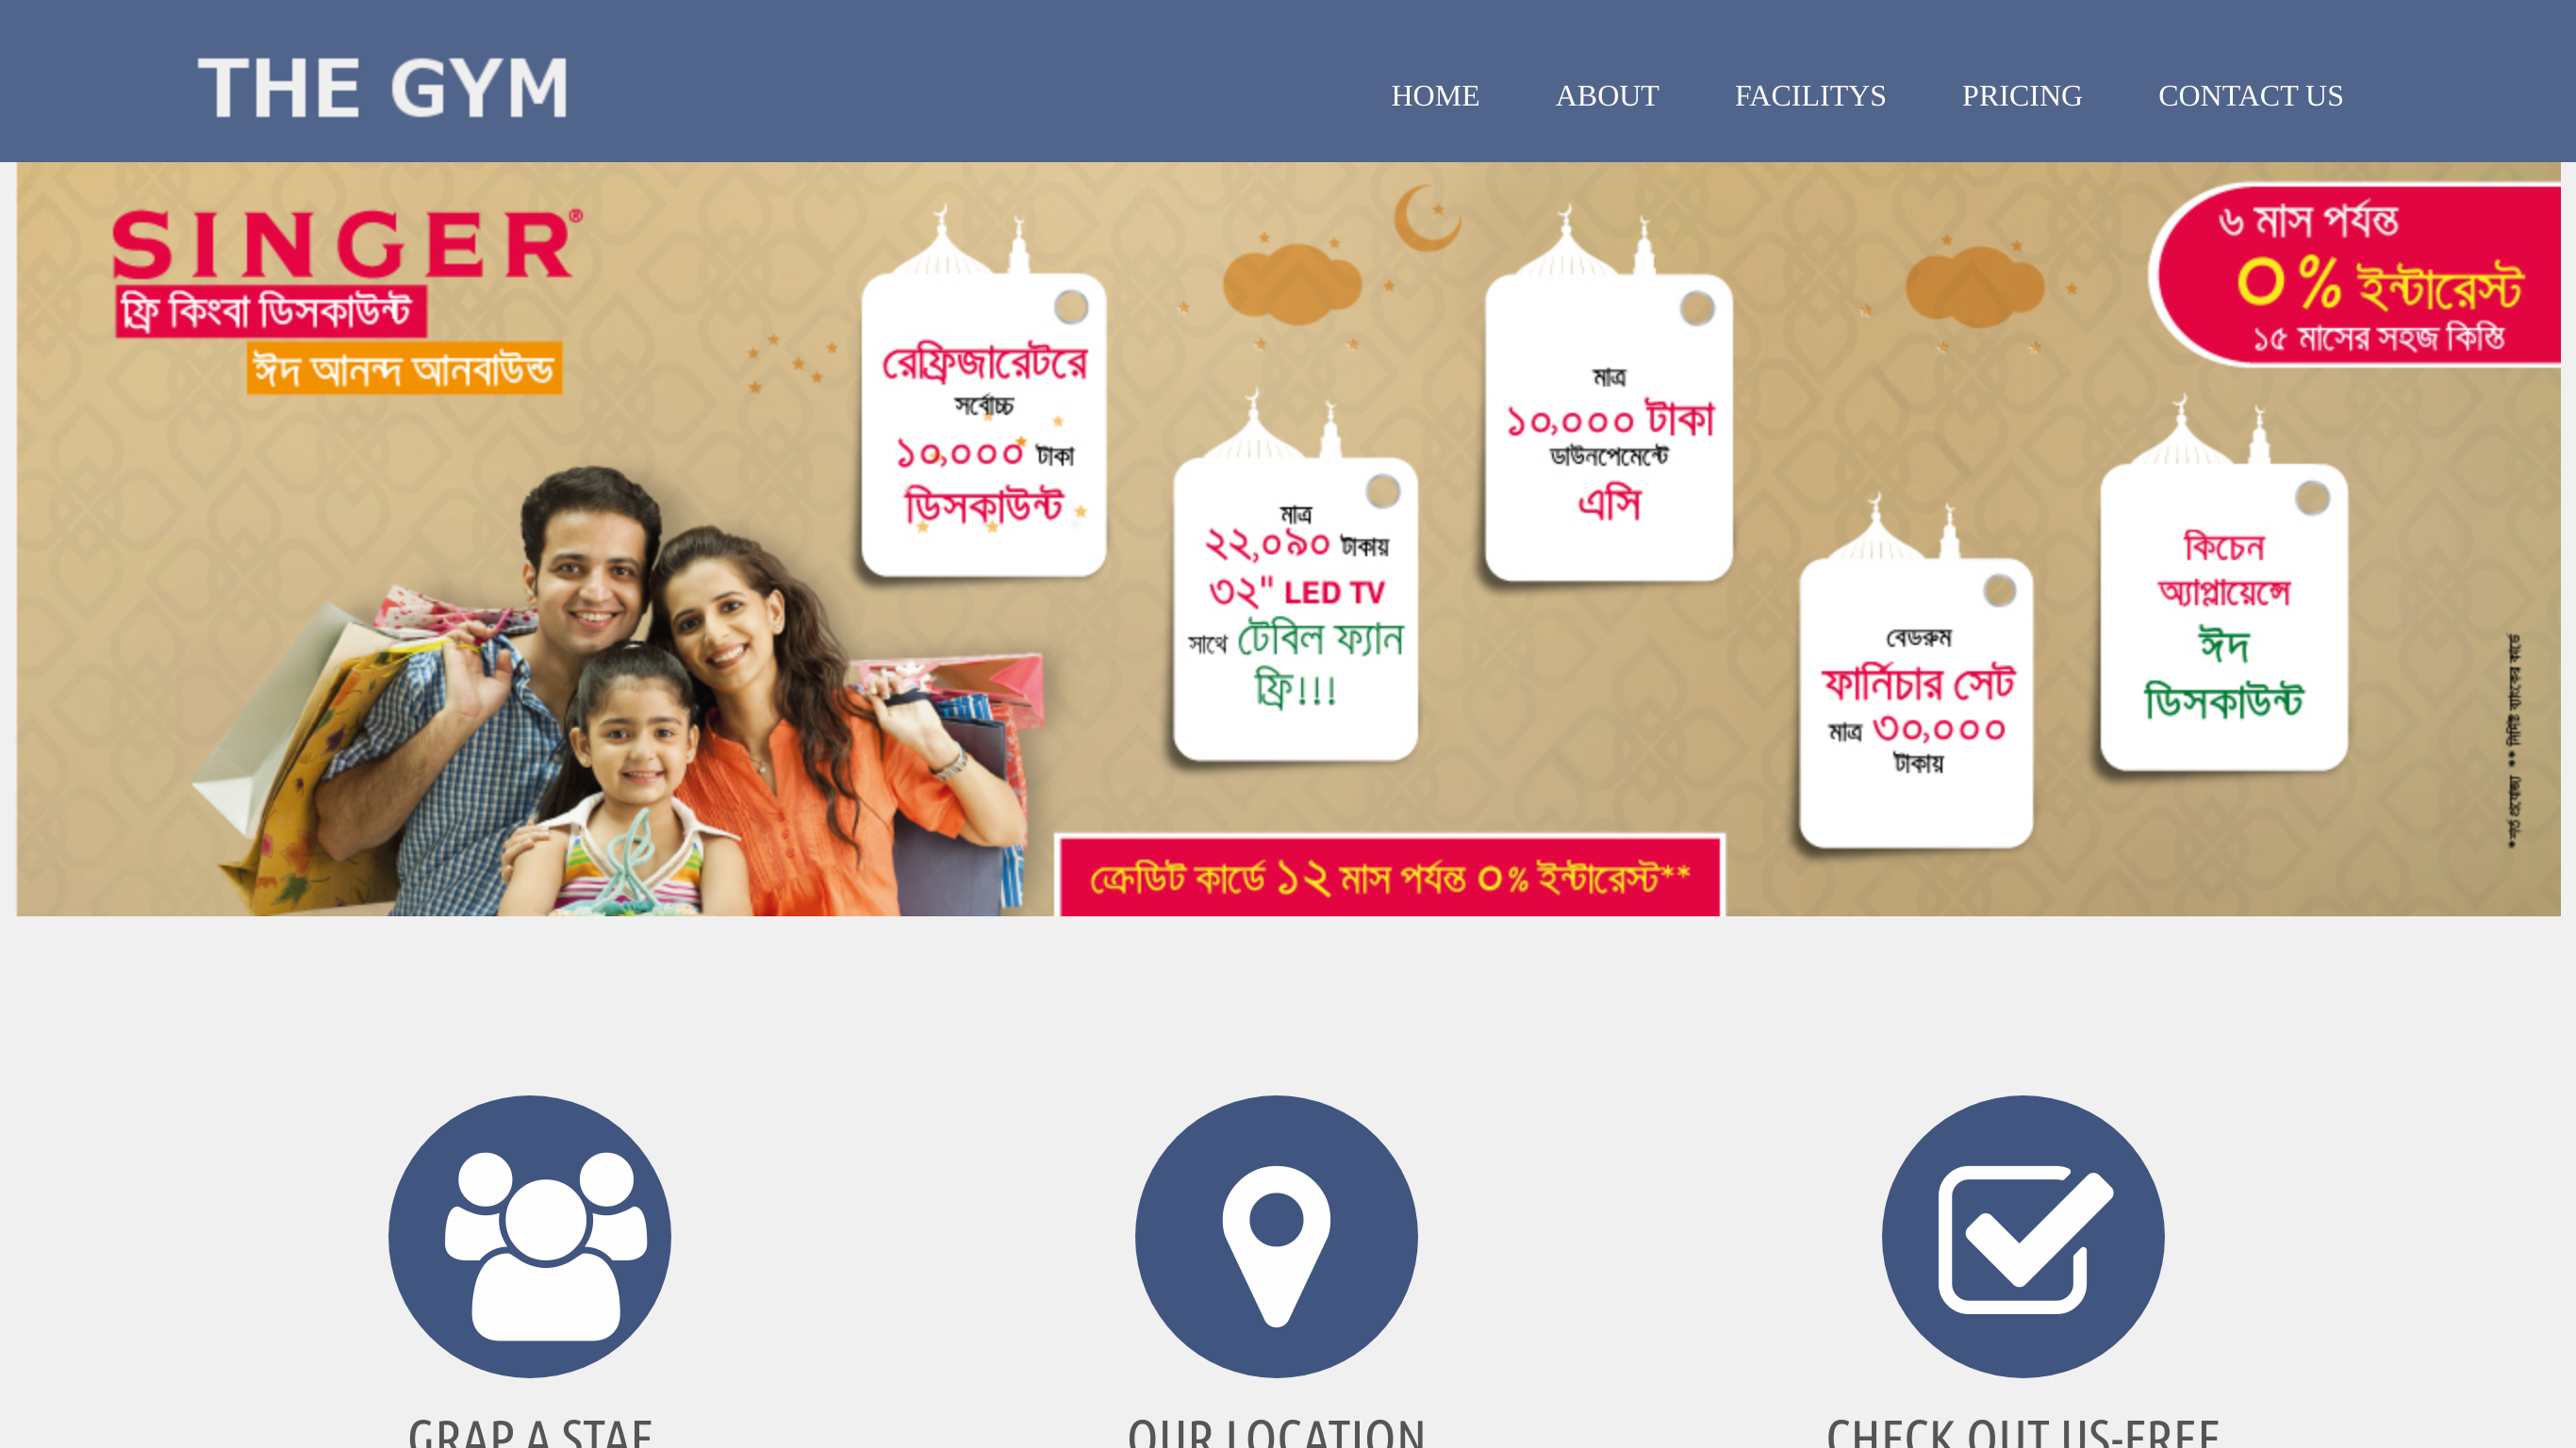 THE GYM
HOME ABOUT FACILITYS PRICING CONTACT US
SINGER®
ফ্রি কিংবা ডিসকাউন্ট
ঈদ আনন্দ আনবাউন্ড
রেফ্রিজারেটরে
সর্বোচ্চ
১০,০০০ টাকা
ডিসকাউন্ট
মাত্র
২২,০৯০ টাকায়
৩২" LED TV
সাথে টেবিল ফ্যান
ফ্রি!!!
মাত্র
১০,০০০ টাকা
ডাউনপেমেন্টে
এসি
বেডরুম
ফার্নিচার সেট
মাত্র ৩০,০০০
টাকায়
কিচেন
অ্যাপ্লায়েন্সে
ঈদ
ডিসকাউন্ট
৬ মাস পর্যন্ত
০% ইন্টারেস্ট
১৫ মাসের সহজ কিস্তি
*শর্ত প্রযোজ্য ** নির্দিষ্ট ব্যাংকের কার্ডে
ক্রেডিট কার্ডে ১২ মাস পর্যন্ত ০% ইন্টারেস্ট**
GRAP A STAF
OUR LOCATION
CHECK OUT US-FREE